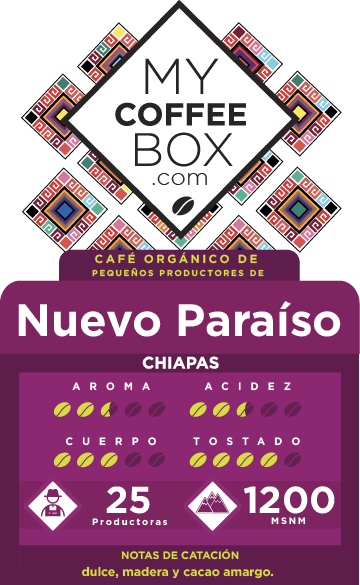 MY
COFFEE
BOX
.com
CAFÉ ORGÁNICO DE
PEQUEÑOS PRODUCTORES DE
Nuevo Paraíso
CHIAPAS
AROMA ACIDEZ
CUERPO TOSTADO
25 1200
Productoras MSNM
NOTAS DE CATACIÓN
dulce, madera y cacao amargo.